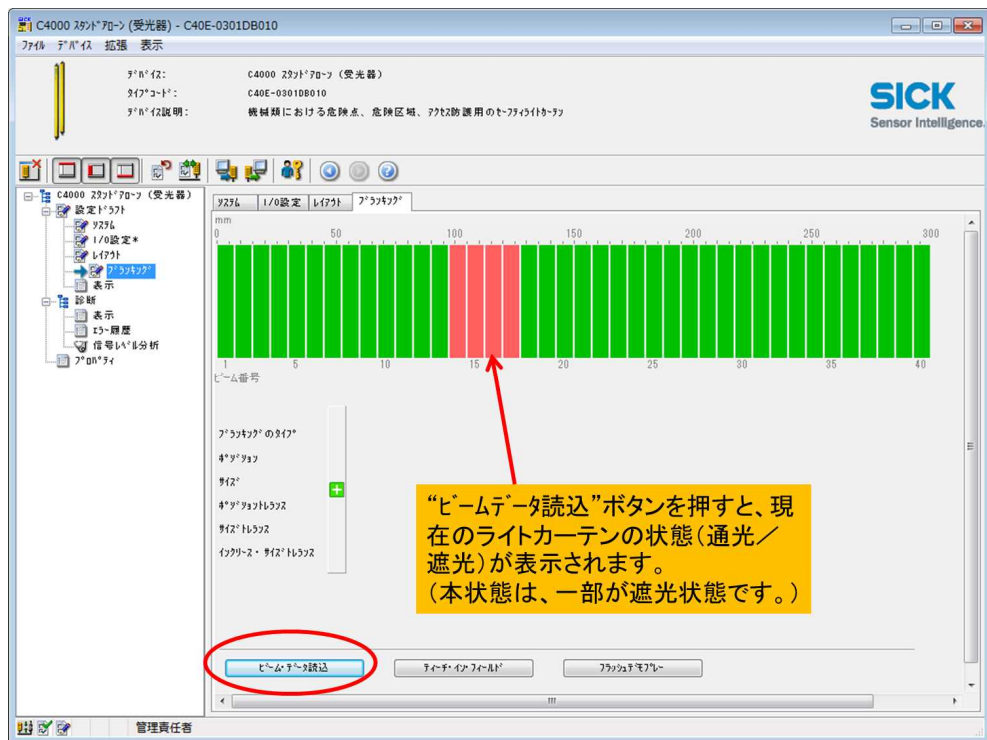 C4000 ｽﾀﾝﾄﾞｱﾛｰﾝ (受光器) - C40E-0301DB010
ﾌｧｲﾙ ﾃﾞﾊﾞｲｽ 拡張 表示
ﾃﾞﾊﾞｲｽ: C4000 ｽﾀﾝﾄﾞｱﾛｰﾝ (受光器)
ﾀｲﾌﾟｺｰﾄﾞ: C40E-0301DB010
ﾃﾞﾊﾞｲｽ説明: 機械類における危険点、危険区域、ｱｸｾｽ防護用のｾｰﾌﾃｨﾗｲﾄｶｰﾃﾝ
SICK
Sensor Intelligence.
C4000 ｽﾀﾝﾄﾞｱﾛｰﾝ (受光器)
設定ﾄﾞﾗﾌﾄ
ｼｽﾃﾑ
I/O設定*
ﾚｲｱｳﾄ
ﾌﾞﾗﾝｷﾝｸﾞ
表示
診断
表示
ｴﾗｰ履歴
信号ﾚﾍﾞﾙ分析
ﾌﾟﾛﾊﾟﾃｨ
ｼｽﾃﾑ I/O設定 ﾚｲｱｳﾄ ﾌﾞﾗﾝｷﾝｸﾞ
mm
0 50 100 150 200 250 300
1 5 10 15 20 25 30 35 40
ﾋﾞｰﾑ番号
ﾌﾞﾗﾝｷﾝｸﾞのﾀｲﾌﾟ
ﾎﾟｼﾞｼｮﾝ
ｻｲｽﾞ
ﾎﾟｼﾞｼｮﾝﾄﾚﾗﾝｽ
ｻｲｽﾞﾄﾚﾗﾝｽ
ｲﾝｸﾘｰｽ・ｻｲｽﾞﾄﾚﾗﾝｽ
“ﾋﾞｰﾑﾃﾞｰﾀ読込”ボタンを押すと、現
在のライトカーテンの状態（通光／
遮光）が表示されます。
（本状態は、一部が遮光状態です。）
ﾋﾞｰﾑ･ﾃﾞｰﾀ読込 ﾃｨｰﾁ･ｲﾝ･ﾌｨｰﾙﾄﾞ ﾌﾗｯｼｭﾃﾞﾓﾌﾟﾚｰ
管理責任者